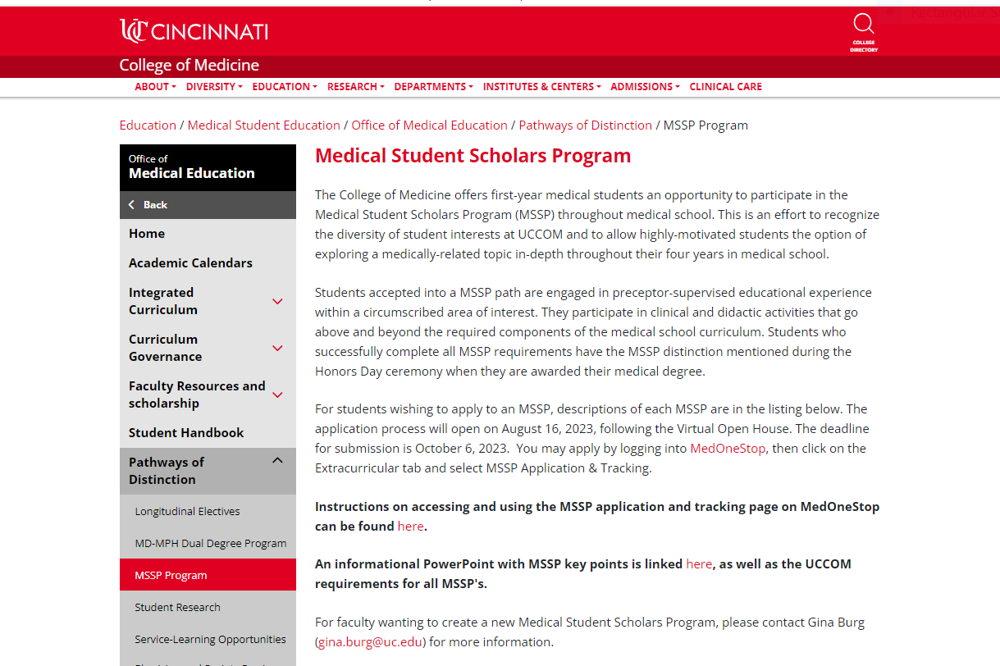 Rectangular S
UC CINCINNATI
COLLEGE
DIRECTORY
College of Medicine
ABOUT DIVERSITY EDUCATION RESEARCH DEPARTMENTS INSTITUTES & CENTERS ADMISSIONS CLINICAL CARE
Education / Medical Student Education / Office of Medical Education / Pathways of Distinction / MSSP Program
Office of
Medical Education
Back
Home
Academic Calendars
Integrated
Curriculum
Curriculum
Governance
Faculty Resources and
scholarship
Student Handbook
Pathways of
Distinction
Longitudinal Electives
MD-MPH Dual Degree Program
MSSP Program
Student Research
Service-Learning Opportunities
Medical Student Scholars Program
The College of Medicine offers first-year medical students an opportunity to participate in the
Medical Student Scholars Program (MSSP) throughout medical school. This is an effort to recognize
the diversity of student interests at UCCOM and to allow highly-motivated students the option of
exploring a medically-related topic in-depth throughout their four years in medical school.
Students accepted into a MSSP path are engaged in preceptor-supervised educational experience
within a circumscribed area of interest. They participate in clinical and didactic activities that go
above and beyond the required components of the medical school curriculum. Students who
successfully complete all MSSP requirements have the MSSP distinction mentioned during the
Honors Day ceremony when they are awarded their medical degree.
For students wishing to apply to an MSSP, descriptions of each MSSP are in the listing below. The
application process will open on August 16, 2023, following the Virtual Open House. The deadline
for submission is October 6, 2023.  You may apply by logging into MedOneStop, then click on the
Extracurricular tab and select MSSP Application & Tracking.
Instructions on accessing and using the MSSP application and tracking page on MedOneStop
can be found here.
An informational PowerPoint with MSSP key points is linked here, as well as the UCCOM
requirements for all MSSP's.
For faculty wanting to create a new Medical Student Scholars Program, please contact Gina Burg
(gina.burg@uc.edu) for more information.